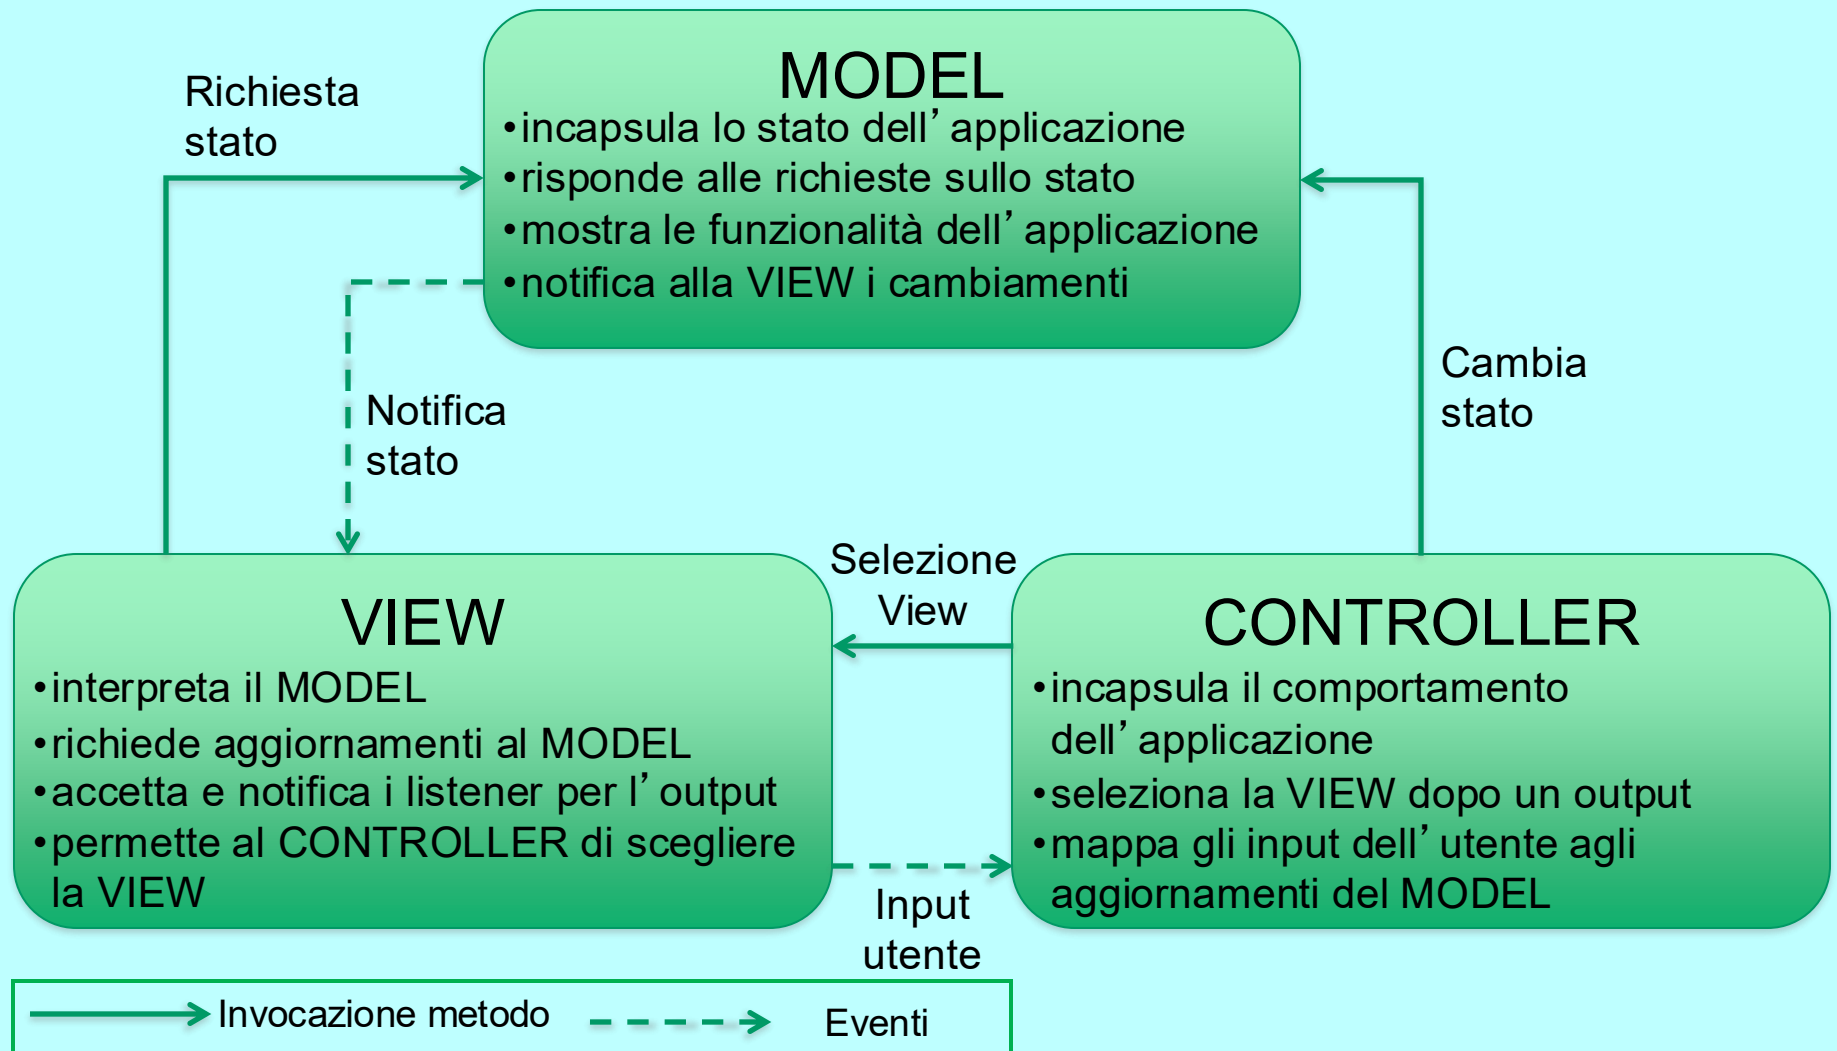 MODEL
•incapsula lo stato dell’applicazione
•risponde alle richieste sullo stato
•mostra le funzionalità dell’applicazione
•notifica alla VIEW i cambiamenti
Richiesta
stato
Notifica
stato
Cambia
stato
Selezione
View
VIEW
•interpreta il MODEL
•richiede aggiornamenti al MODEL
•accetta e notifica i listener per l’output
•permette al CONTROLLER di scegliere
la VIEW
CONTROLLER
•incapsula il comportamento
dell’applicazione
•seleziona la VIEW dopo un output
•mappa gli input dell’utente agli
aggiornamenti del MODEL
Input
utente
Invocazione metodo
Eventi